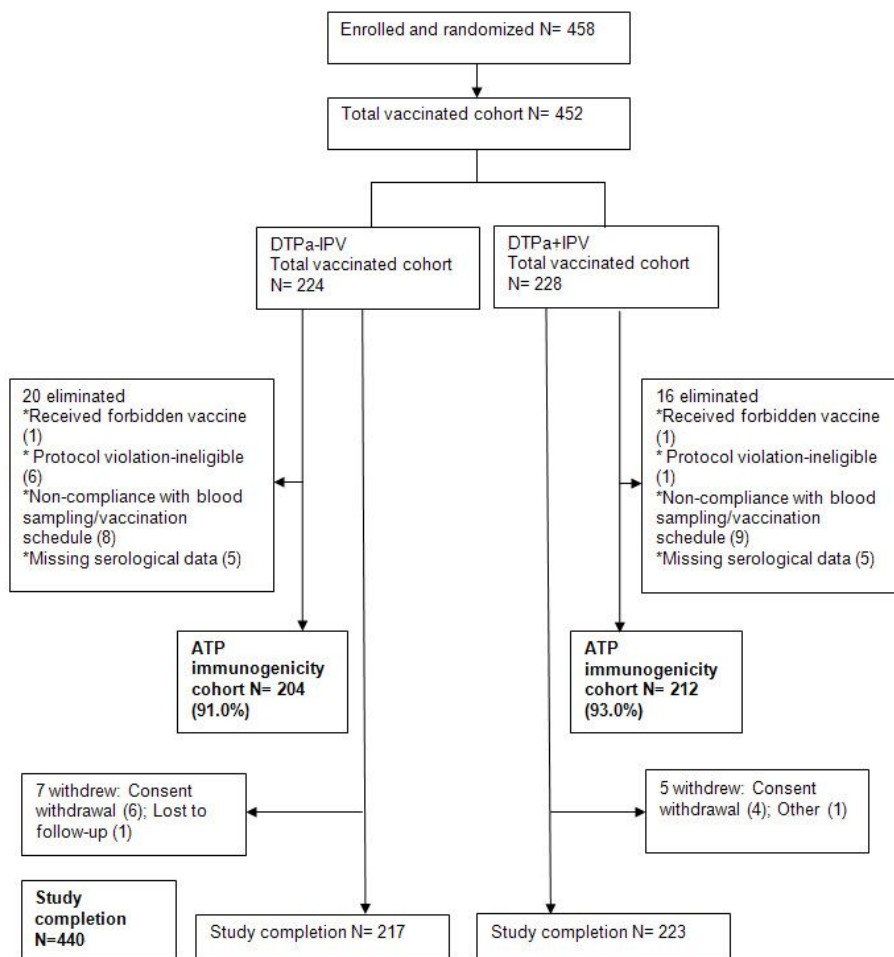 Enrolled and randomized N= 458
Total vaccinated cohort N= 452
DTPa-IPV
Total vaccinated cohort
N= 224
DTPa+IPV
Total vaccinated cohort
N= 228
20 eliminated
*Received forbidden vaccine
(1)
* Protocol violation-ineligible
(6)
*Non-compliance with blood
sampling/vaccination
schedule (8)
*Missing serological data (5)
16 eliminated
*Received forbidden vaccine
(1)
* Protocol violation-ineligible
(1)
*Non-compliance with blood
sampling/vaccination
schedule (9)
*Missing serological data (5)
ATP
immunogenicity
cohort N= 204
(91.0%)
ATP
immunogenicity
cohort N= 212
(93.0%)
7 withdrew: Consent
withdrawal (6); Lost to
follow-up (1)
5 withdrew: Consent
withdrawal (4); Other (1)
Study
completion
N=440
Study completion N= 217
Study completion N= 223